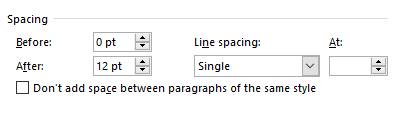 Spacing
Before: 0 pt Line spacing: At:
After: 12 pt Single
Don't add space between paragraphs of the same style